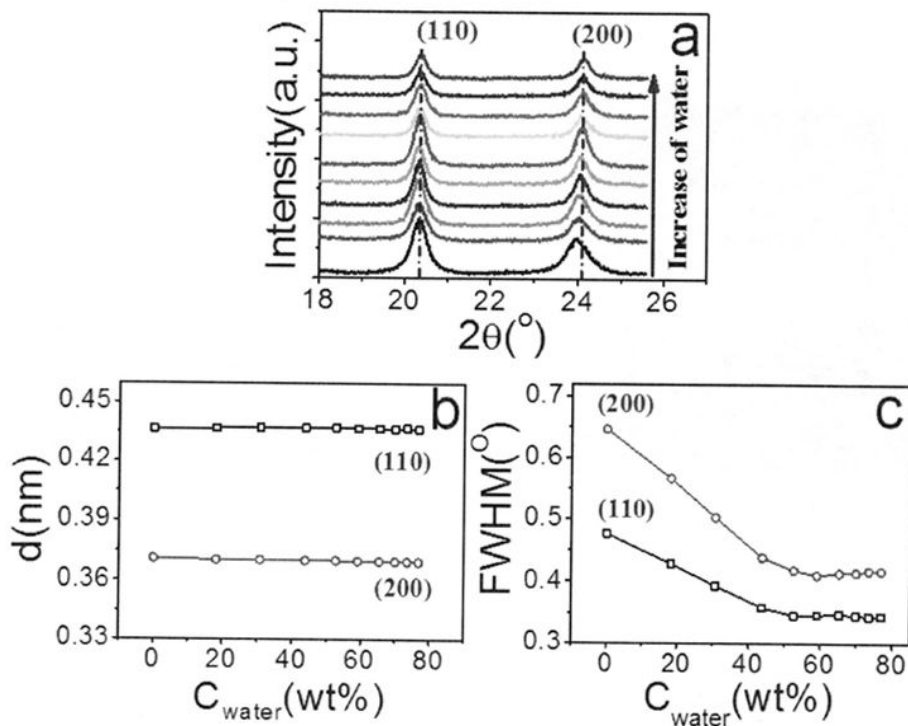 (110) (200) a
Intensity(a.u.)
Increase of water
18 20 22 24 26
2θ(°)
0.45 0.42 0.39 0.36 0.33
d(nm)
b
(110)
(200)
0 20 40 60 80
C_water(wt%)
0.7 0.6 0.5 0.4 0.3
FWHM(°)
c
(200)
(110)
0 20 40 60 80
C_water(wt%)